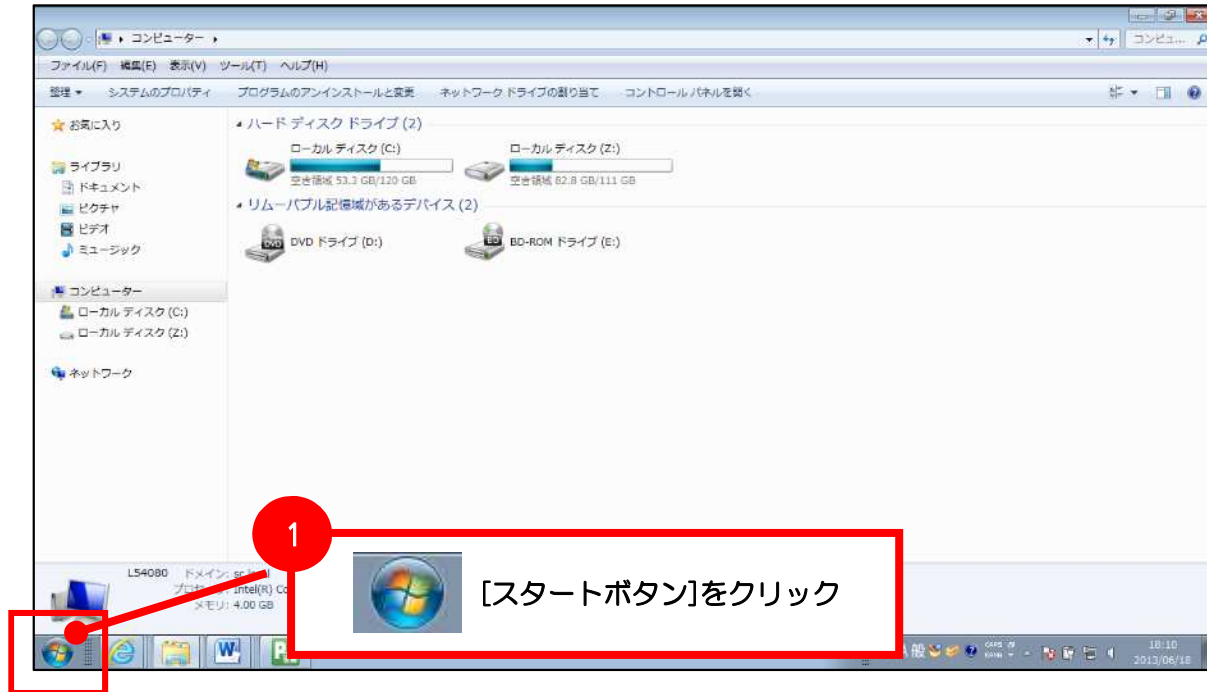 コンピューター
コンピュ...
ファイル(F) 編集(E) 表示(V) ツール(T) ヘルプ(H)
整理 システムのプロパティ プログラムのアンインストールと変更 ネットワーク ドライブの割り当て コントロール パネルを開く
お気に入り
ライブラリ
ドキュメント
ピクチャ
ビデオ
ミュージック
コンピューター
ローカル ディスク (C:)
ローカル ディスク (Z:)
ネットワーク
ハード ディスク ドライブ (2)
ローカル ディスク (C:)
空き領域 53.3 GB/120 GB
ローカル ディスク (Z:)
空き領域 82.8 GB/111 GB
リムーバブル記憶域があるデバイス (2)
DVD ドライブ (D:)
BD-ROM ドライブ (E:)
1
[スタートボタン]をクリック
L54080 ドメイン:
Intel(R)
メモリ: 4.00 GB
般
18:10
2013/06/18